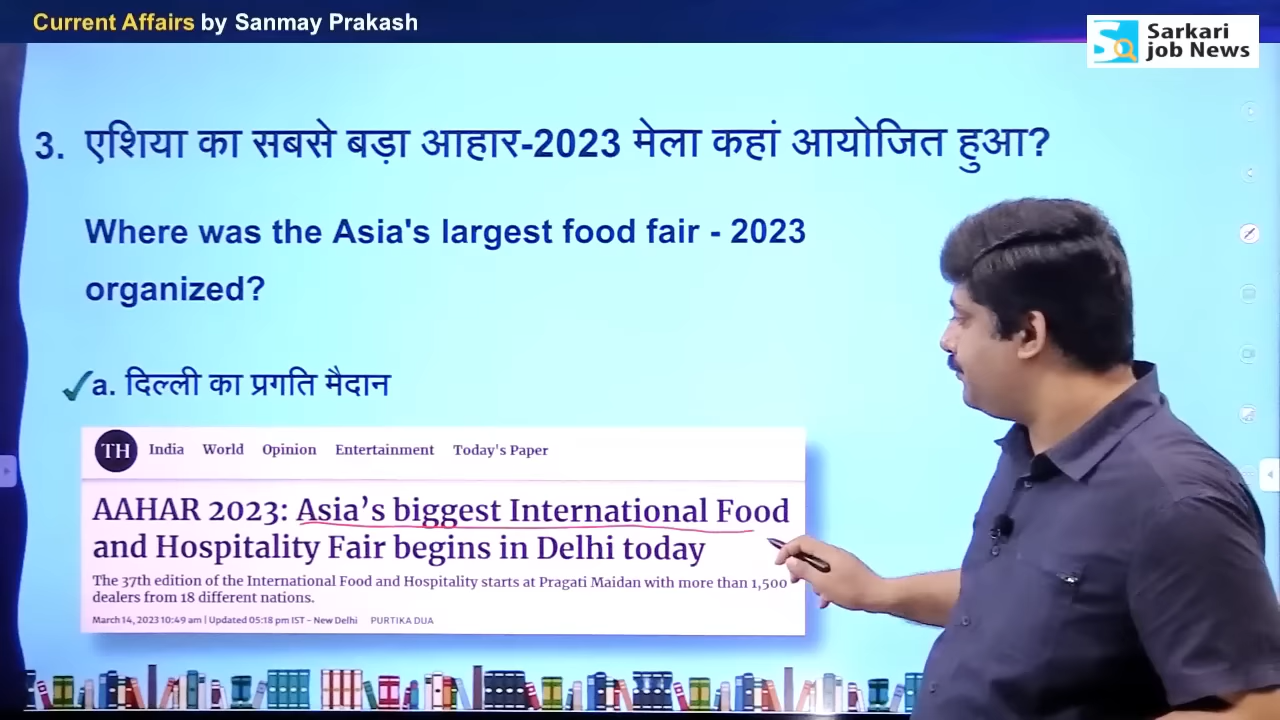 Current Affairs by Sanmay Prakash
Sarkari
job News
3. एशिया का सबसे बड़ा आहार-2023 मेला कहां आयोजित हुआ?
Where was the Asia's largest food fair - 2023
organized?
a. दिल्ली का प्रगति मैदान
TH India World Opinion Entertainment Today's Paper
AAHAR 2023: Asia's biggest International Food
and Hospitality Fair begins in Delhi today
The 37th edition of the International Food and Hospitality starts at Pragati Maidan with more than 1,500
dealers from 18 different nations.
March 14, 2023 10:49 am | Updated 05:18 pm IST - New Delhi PURTIKA DUA